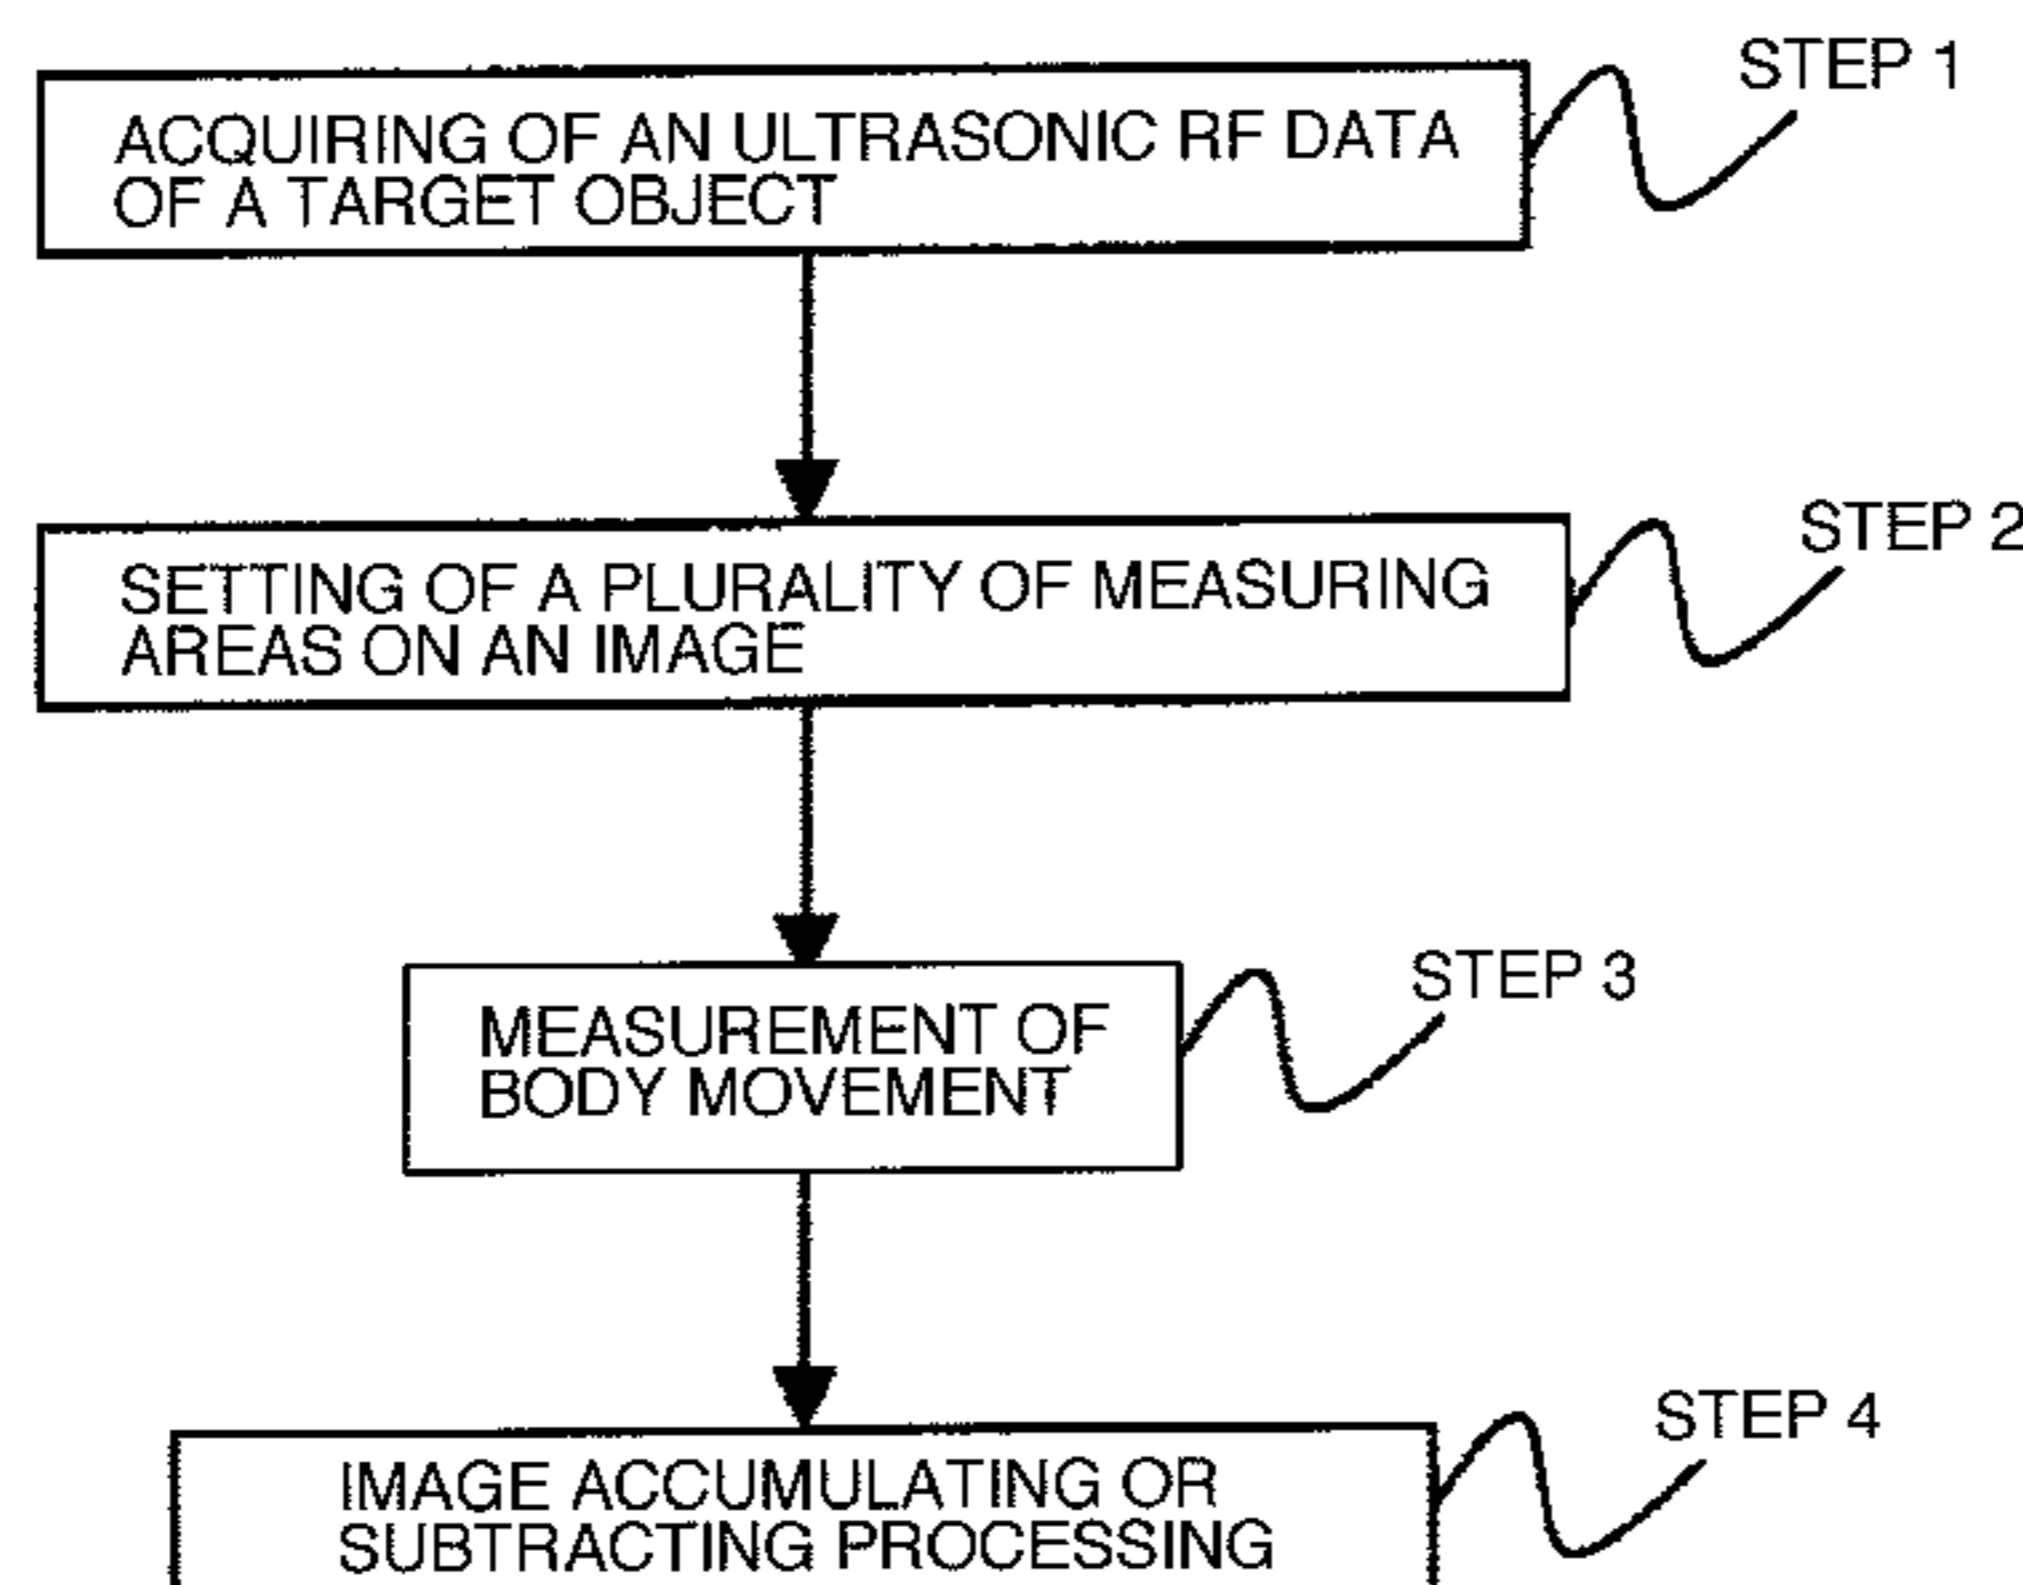 STEP 1
ACQUIRING OF AN ULTRASONIC RF DATA
OF A TARGET OBJECT
STEP 2
SETTING OF A PLURALITY OF MEASURING
AREAS ON AN IMAGE
STEP 3
MEASUREMENT OF
BODY MOVEMENT
STEP 4
IMAGE ACCUMULATING OR
SUBTRACTING PROCESSING